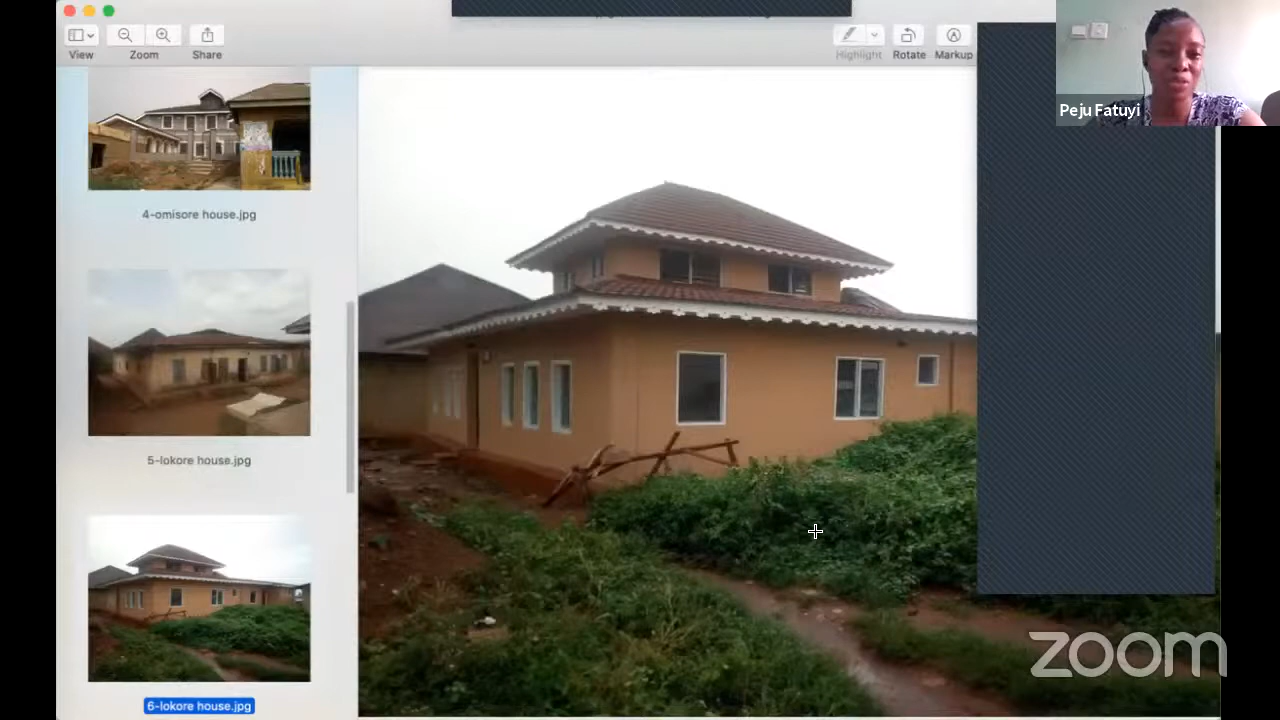 View
Zoom
Share
Highlight
Rotate
Markup
Peju Fatuyi
4-omisore house.jpg
5-lokore house.jpg
6-lokore house.jpg
zoom